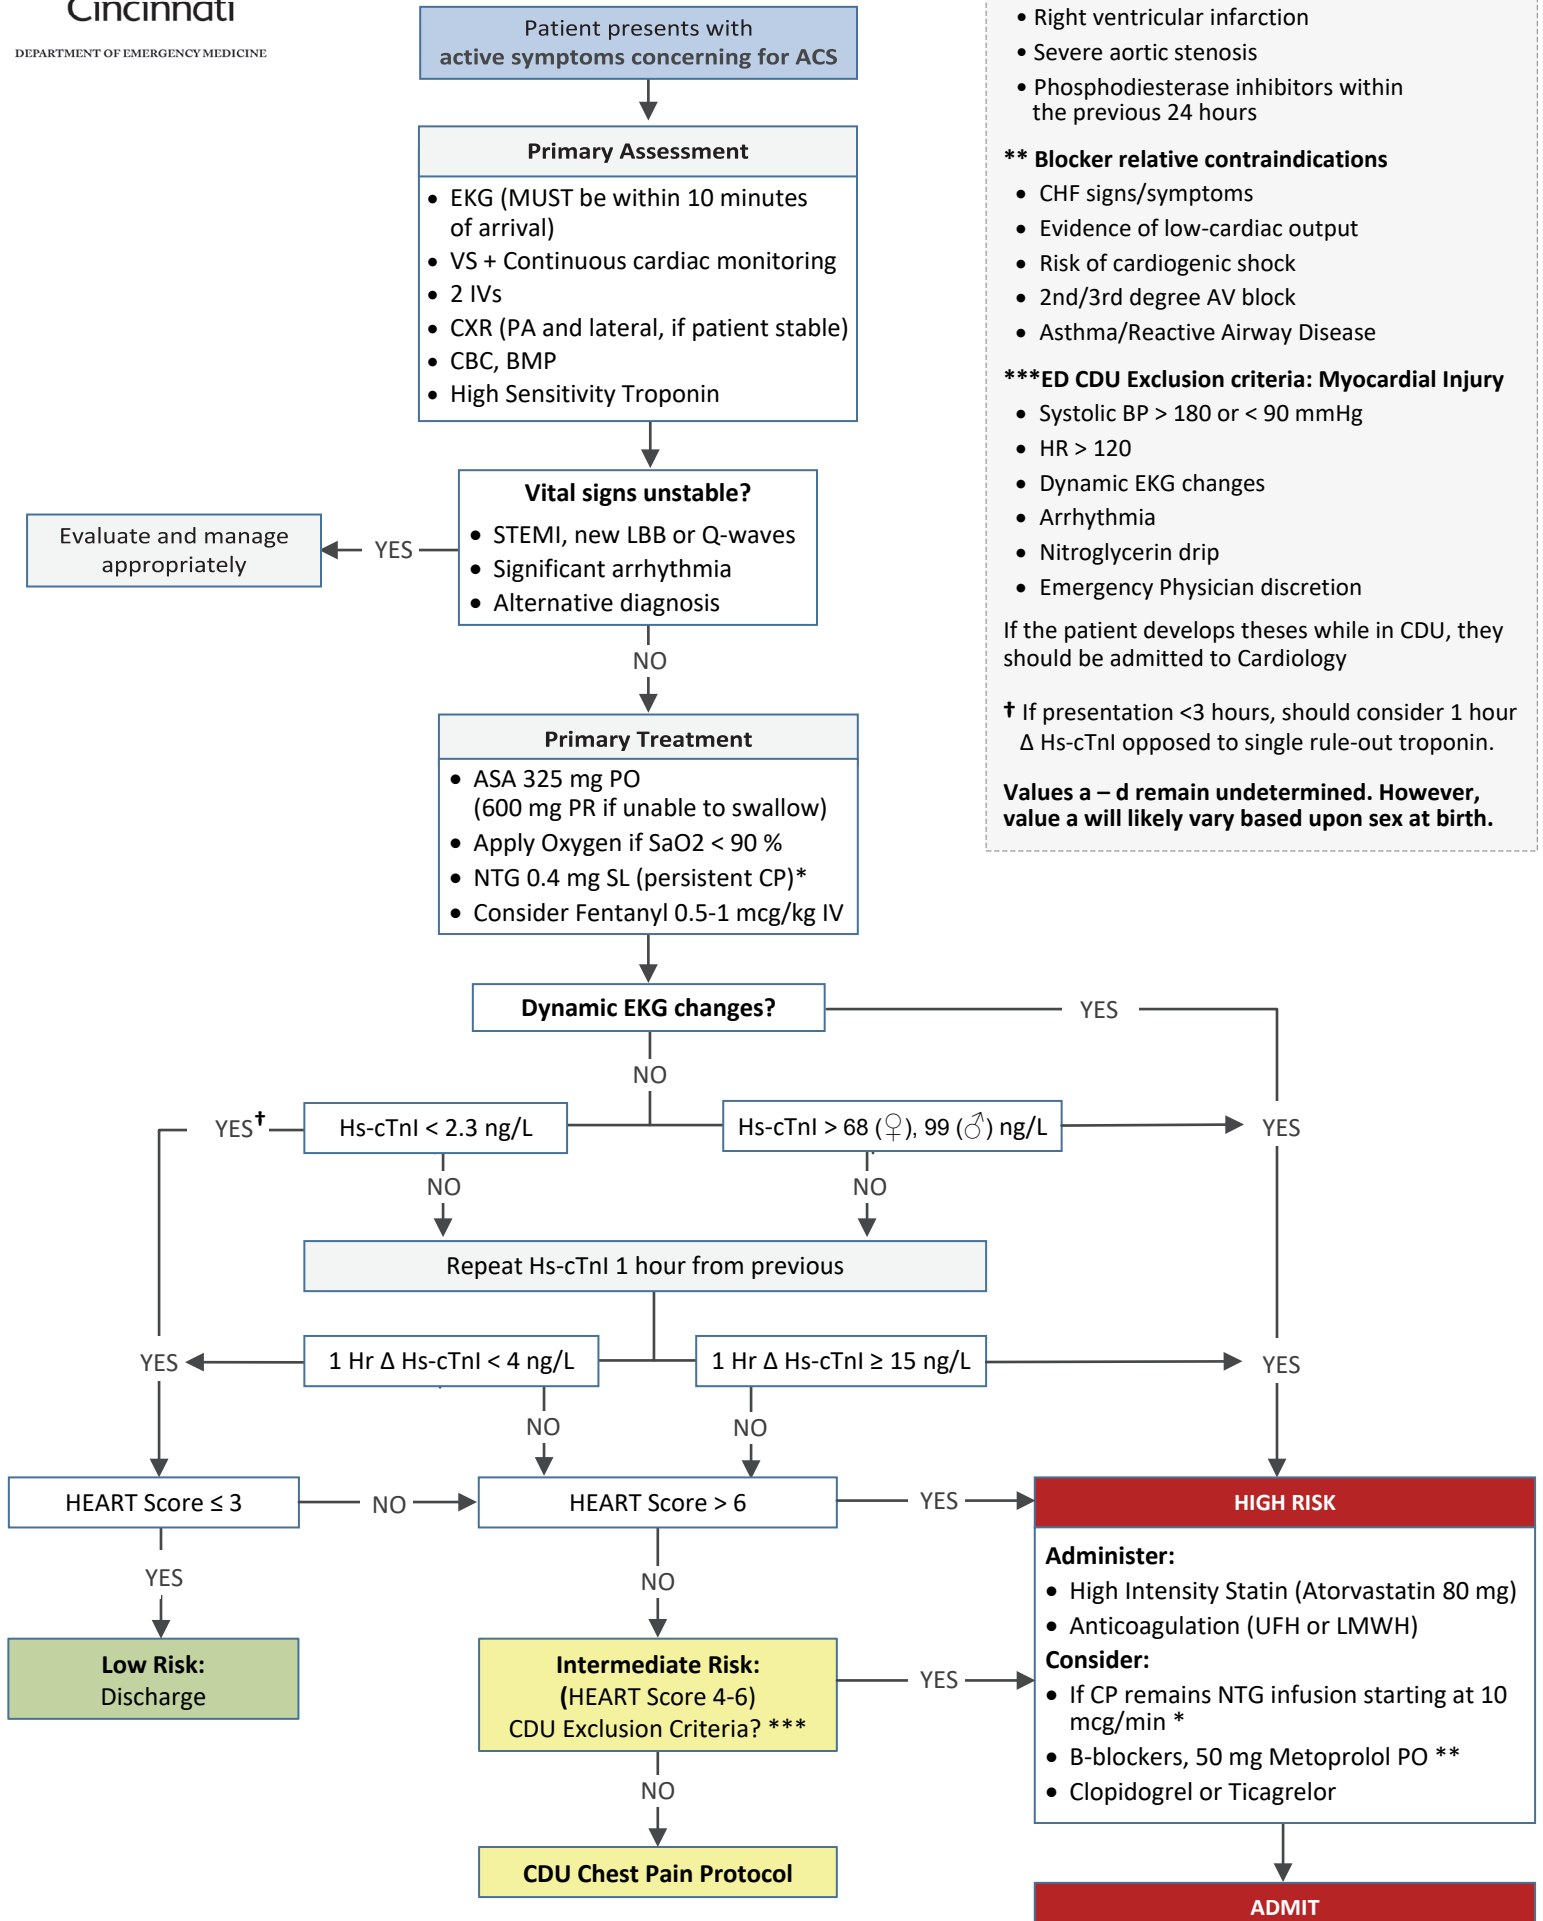 Cincinnati
DEPARTMENT OF EMERGENCY MEDICINE
Patient presents with
active symptoms concerning for ACS
Primary Assessment
• EKG (MUST be within 10 minutes
of arrival)
• VS + Continuous cardiac monitoring
• 2 IVs
• CXR (PA and lateral, if patient stable)
• CBC, BMP
• High Sensitivity Troponin
Vital signs unstable?
• STEMI, new LBB or Q-waves
• Significant arrhythmia
• Alternative diagnosis
YES
Evaluate and manage
appropriately
NO
Primary Treatment
• ASA 325 mg PO
(600 mg PR if unable to swallow)
• Apply Oxygen if SaO2 < 90 %
• NTG 0.4 mg SL (persistent CP)*
• Consider Fentanyl 0.5-1 mcg/kg IV
• Right ventricular infarction
• Severe aortic stenosis
• Phosphodiesterase inhibitors within
the previous 24 hours
** Blocker relative contraindications
• CHF signs/symptoms
• Evidence of low-cardiac output
• Risk of cardiogenic shock
• 2nd/3rd degree AV block
• Asthma/Reactive Airway Disease
***ED CDU Exclusion criteria: Myocardial Injury
• Systolic BP > 180 or < 90 mmHg
• HR > 120
• Dynamic EKG changes
• Arrhythmia
• Nitroglycerin drip
• Emergency Physician discretion
If the patient develops theses while in CDU, they
should be admitted to Cardiology
† If presentation <3 hours, should consider 1 hour
Δ Hs-cTnI opposed to single rule-out troponin.
Values a – d remain undetermined. However,
value a will likely vary based upon sex at birth.
Dynamic EKG changes?
YES
NO
YES†
Hs-cTnI < 2.3 ng/L
Hs-cTnI > 68 (♀), 99 (♂) ng/L
YES
NO
NO
Repeat Hs-cTnI 1 hour from previous
YES
1 Hr Δ Hs-cTnI < 4 ng/L
1 Hr Δ Hs-cTnI ≥ 15 ng/L
YES
NO
NO
HEART Score ≤ 3
NO
HEART Score > 6
YES
HIGH RISK
YES
NO
Low Risk:
Discharge
Intermediate Risk:
(HEART Score 4-6)
CDU Exclusion Criteria? ***
YES
Administer:
• High Intensity Statin (Atorvastatin 80 mg)
• Anticoagulation (UFH or LMWH)
Consider:
• If CP remains NTG infusion starting at 10
mcg/min *
• B-blockers, 50 mg Metoprolol PO **
• Clopidogrel or Ticagrelor
NO
CDU Chest Pain Protocol
ADMIT